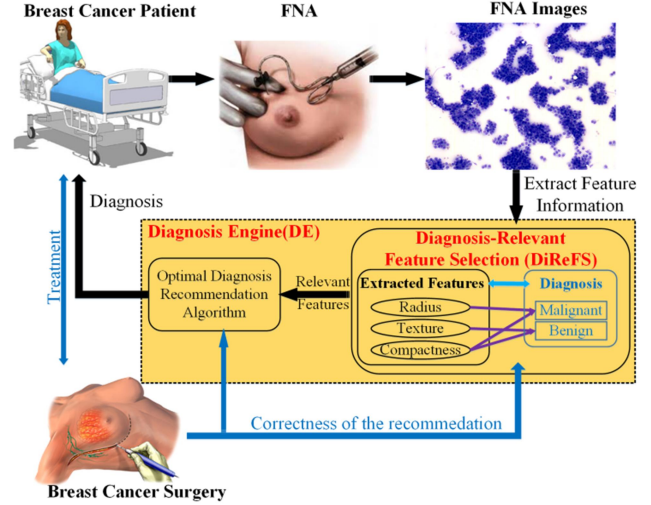 Breast Cancer Patient
FNA
FNA Images
Extract Feature
Information
Diagnosis
Treatment
Diagnosis Engine(DE)
Diagnosis-Relevant
Feature Selection (DiReFS)
Optimal Diagnosis
Recommendation
Algorithm
Relevant
Features
Extracted Features
Radius
Texture
Compactness
Diagnosis
Malignant
Benign
Correctness of the recommedation
Breast Cancer Surgery